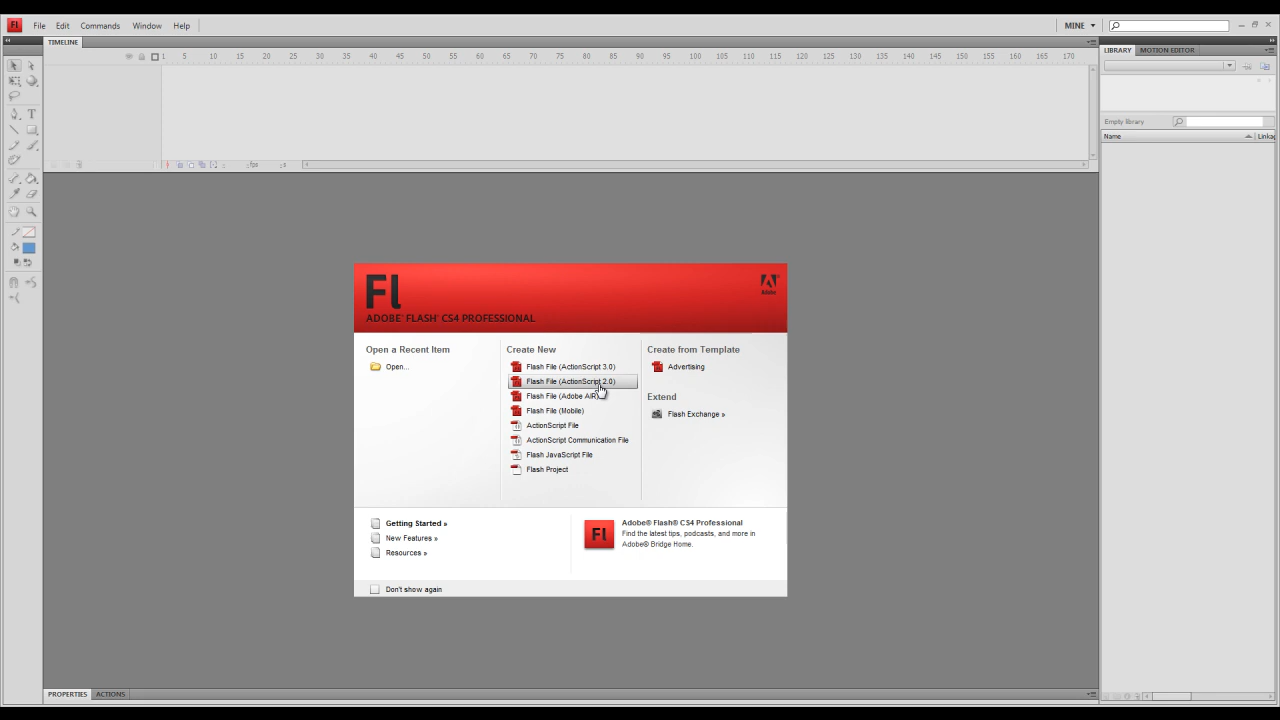 Fl File Edit Commands Window Help MINE
TIMELINE
1 5 10 15 20 25 30 35 40 45 50 55 60 65 70 75 80 85 90 95 100 105 110 115 120 125 130 135 140 145 150 155 160 165 170
LIBRARY MOTION EDITOR
Empty library
Name Linkag
fps
Fl
ADOBE® FLASH® CS4 PROFESSIONAL
Adobe
Open a Recent Item
Open...
Create New
Flash File (ActionScript 3.0)
Flash File (ActionScript 2.0)
Flash File (Adobe AIR)
Flash File (Mobile)
ActionScript File
ActionScript Communication File
Flash JavaScript File
Flash Project
Create from Template
Advertising
Extend
Flash Exchange »
Getting Started »
New Features »
Resources »
Fl
Adobe® Flash® CS4 Professional
Find the latest tips, podcasts, and more in
Adobe® Bridge Home.
Don't show again
PROPERTIES ACTIONS